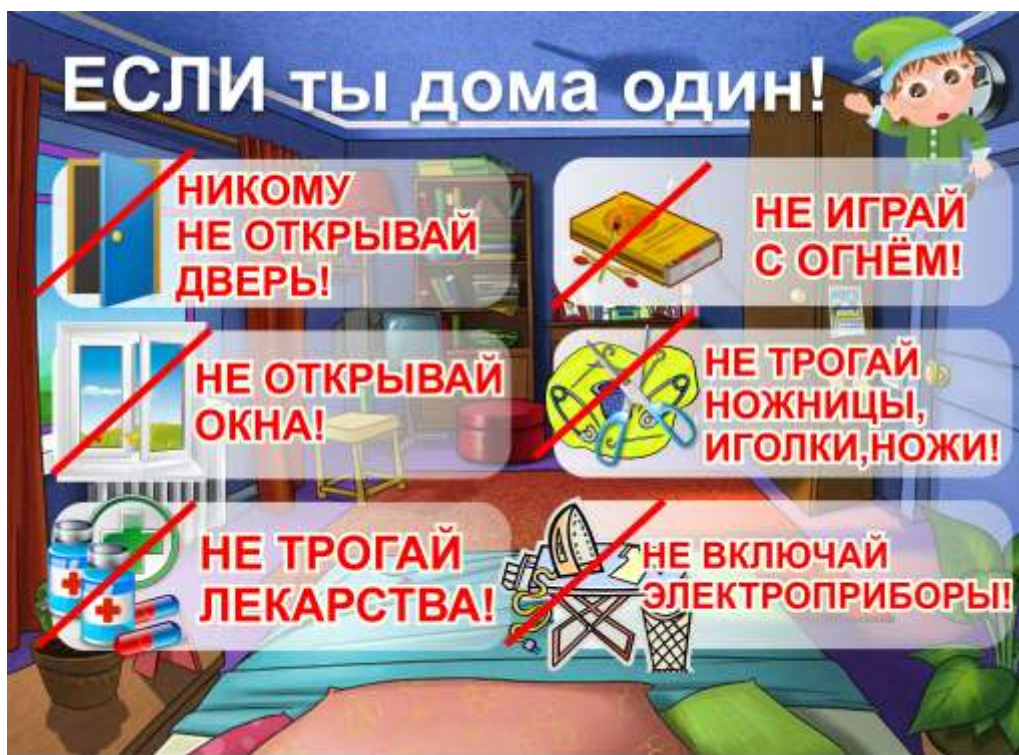 ЕСЛИ ты дома один!
НИКОМУ
НЕ ОТКРЫВАЙ
ДВЕРЬ!
НЕ ИГРАЙ
С ОГНЁМ!
НЕ ОТКРЫВАЙ
ОКНА!
НЕ ТРОГАЙ
НОЖНИЦЫ,
ИГОЛКИ,НОЖИ!
НЕ ТРОГАЙ
ЛЕКАРСТВА!
НЕ ВКЛЮЧАЙ
ЭЛЕКТРОПРИБОРЫ!